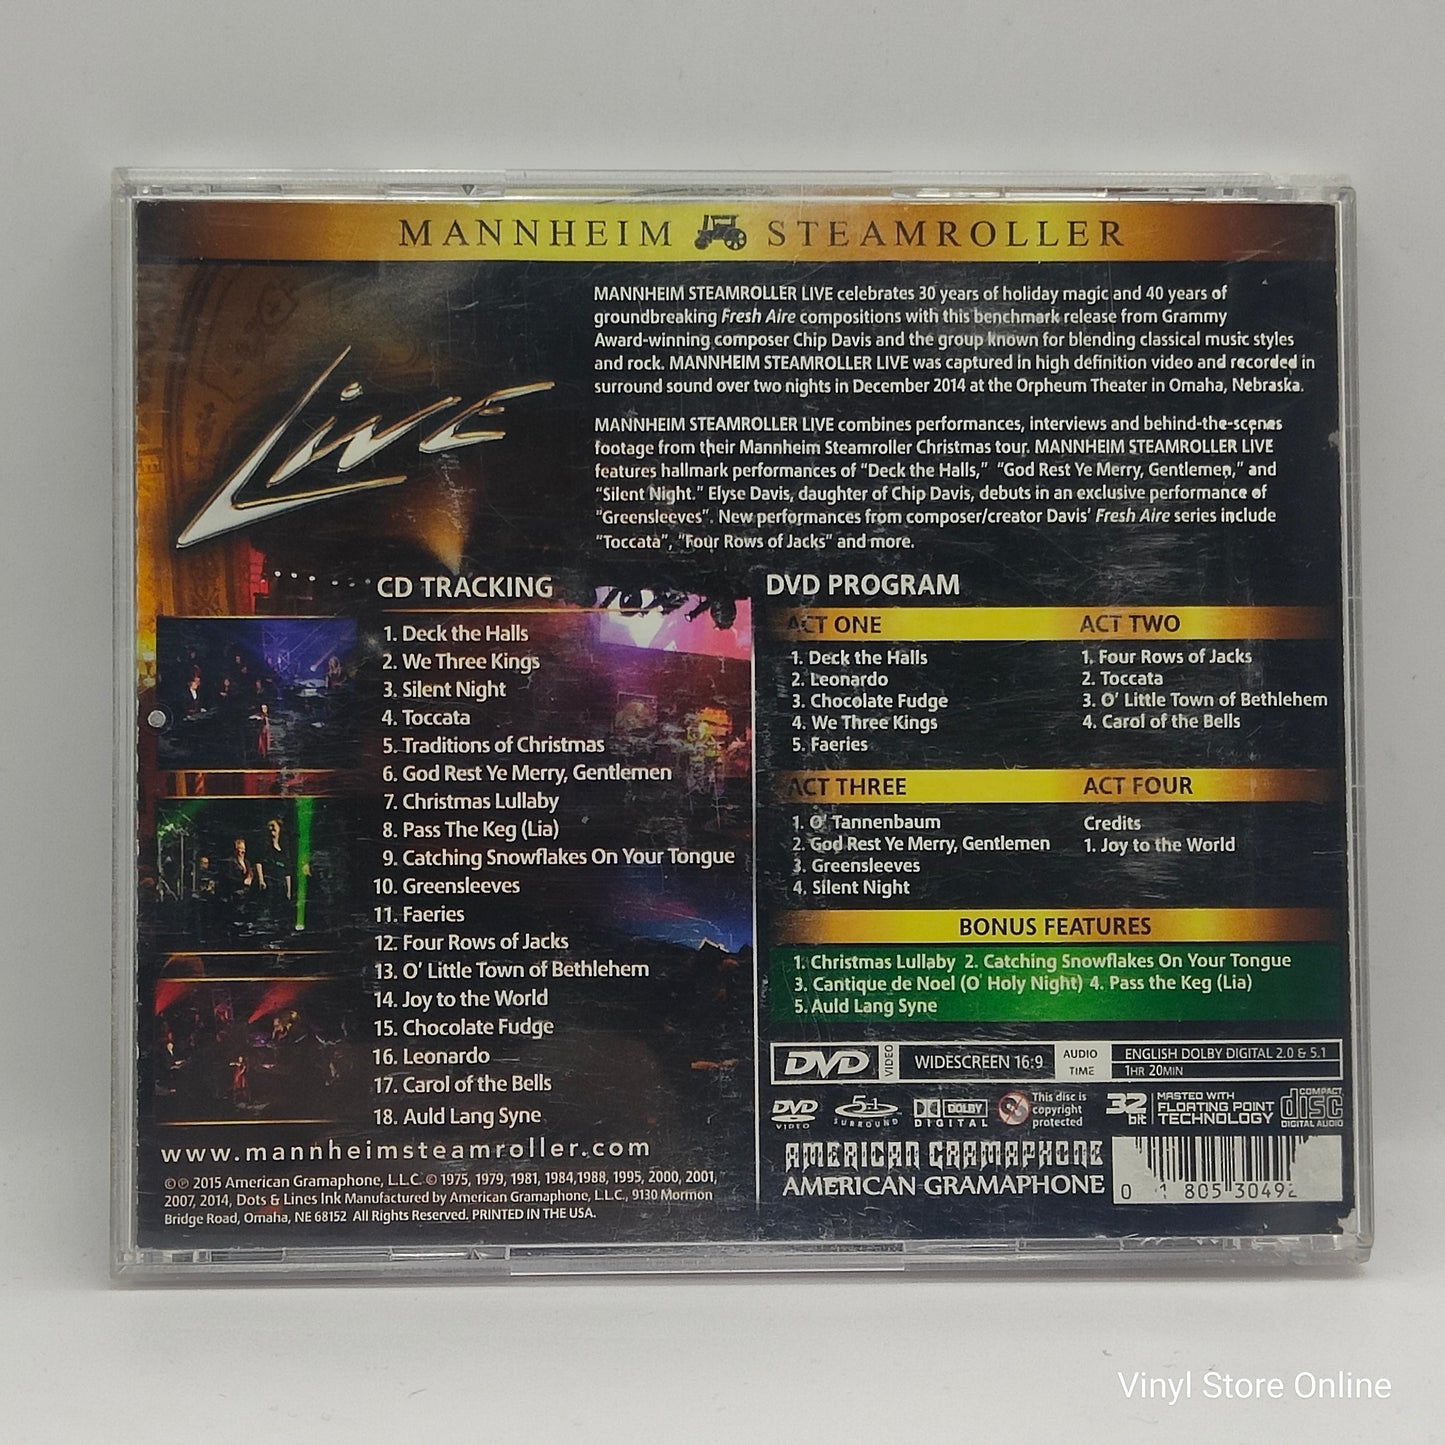 MANNHEIM STEAMROLLER
LIVE
MANNHEIM STEAMROLLER LIVE celebrates 30 years of holiday magic and 40 years of
groundbreaking Fresh Aire compositions with this benchmark release from Grammy
Award-winning composer Chip Davis and the group known for blending classical music styles
and rock. MANNHEIM STEAMROLLER LIVE was captured in high definition video and recorded in
surround sound over two nights in December 2014 at the Orpheum Theater in Omaha, Nebraska.
MANNHEIM STEAMROLLER LIVE combines performances, interviews and behind-the-scenes
footage from their Mannheim Steamroller Christmas tour. MANNHEIM STEAMROLLER LIVE
features hallmark performances of “Deck the Halls,” “God Rest Ye Merry, Gentlemen,” and
“Silent Night.” Elyse Davis, daughter of Chip Davis, debuts in an exclusive performance of
“Greensleeves”. New performances from composer/creator Davis’ Fresh Aire series include
“Toccata”, “Four Rows of Jacks” and more.
CD TRACKING
1. Deck the Halls
2. We Three Kings
3. Silent Night
4. Toccata
5. Traditions of Christmas
6. God Rest Ye Merry, Gentlemen
7. Christmas Lullaby
8. Pass The Keg (Lia)
9. Catching Snowflakes On Your Tongue
10. Greensleeves
11. Faeries
12. Four Rows of Jacks
13. O’ Little Town of Bethlehem
14. Joy to the World
15. Chocolate Fudge
16. Leonardo
17. Carol of the Bells
18. Auld Lang Syne
www.mannheimsteamroller.com
©℗ 2015 American Gramaphone, L.L.C. © 1975, 1979, 1981, 1984,1988, 1995, 2000, 2001,
2007, 2014, Dots & Lines Ink Manufactured by American Gramaphone, L.L.C., 9130 Mormon
Bridge Road, Omaha, NE 68152 All Rights Reserved. PRINTED IN THE USA.
DVD PROGRAM
ACT ONE
1. Deck the Halls
2. Leonardo
3. Chocolate Fudge
4. We Three Kings
5. Faeries
ACT TWO
1. Four Rows of Jacks
2. Toccata
3. O’ Little Town of Bethlehem
4. Carol of the Bells
ACT THREE
1. O’ Tannenbaum
2. God Rest Ye Merry, Gentlemen
3. Greensleeves
4. Silent Night
ACT FOUR
Credits
1. Joy to the World
BONUS FEATURES
1. Christmas Lullaby 2. Catching Snowflakes On Your Tongue
3. Cantique de Noel (O’ Holy Night) 4. Pass the Keg (Lia)
5. Auld Lang Syne
DVD VIDEO WIDESCREEN 16:9
AUDIO ENGLISH DOLBY DIGITAL 2.0 & 5.1
TIME 1HR 20MIN
DVD VIDEO
5.1 SURROUND
DOLBY DIGITAL
This disc is
copyright
protected
32 bit
MASTED WITH
FLOATING POINT
TECHNOLOGY
COMPACT
disc
DIGITAL AUDIO
AMERICAN GRAMAPHONE
AMERICAN GRAMAPHONE
0 1 805 3049
Vinyl Store Online